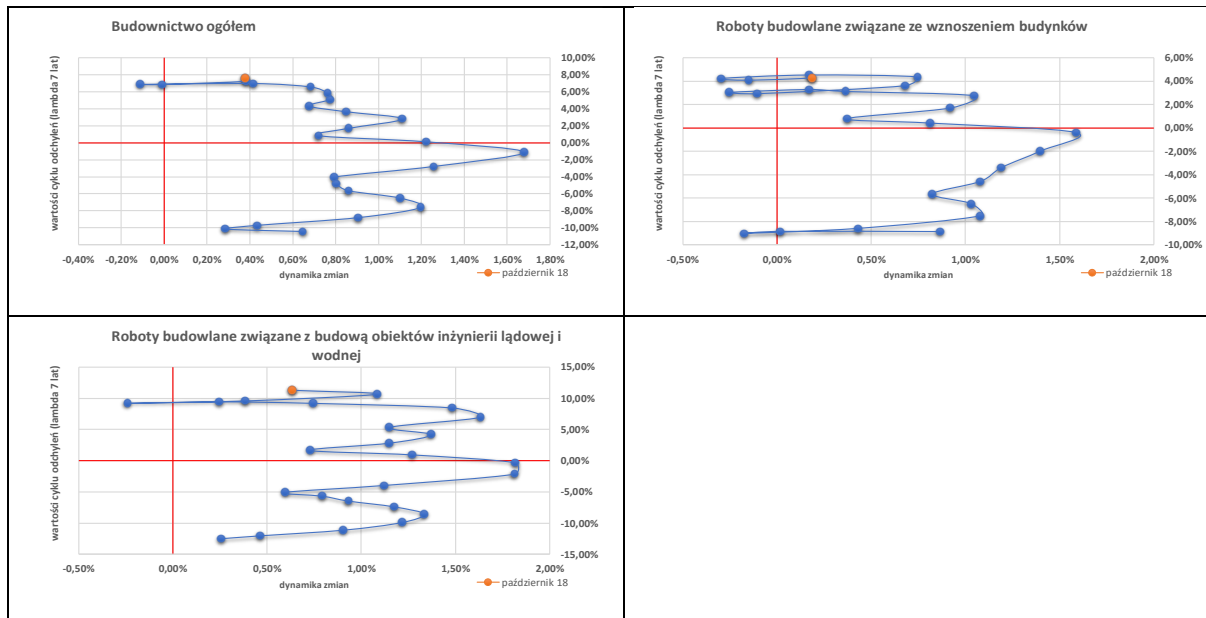 Budownictwo ogółem
10,00%
8,00%
6,00%
4,00%
2,00%
0,00%
-2,00%
-4,00%
-6,00%
-8,00%
-10,00%
-12,00%
wartości cyklu odchyleń (lambda 7 lat)
-0,40% -0,20% 0,00% 0,20% 0,40% 0,60% 0,80% 1,00% 1,20% 1,40% 1,60% 1,80%
dynamika zmian
październik 18
Roboty budowlane związane ze wznoszeniem budynków
6,00%
4,00%
2,00%
0,00%
-2,00%
-4,00%
-6,00%
-8,00%
-10,00%
wartości cyklu odchyleń (lambda 7 lat)
-0,50% 0,00% 0,50% 1,00% 1,50% 2,00%
dynamika zmian
październik 18
Roboty budowlane związane z budową obiektów inżynierii lądowej i
wodnej
15,00%
10,00%
5,00%
0,00%
-5,00%
-10,00%
-15,00%
wartości cyklu odchyleń (lambda 7 lat)
-0,50% 0,00% 0,50% 1,00% 1,50% 2,00%
dynamika zmian
październik 18